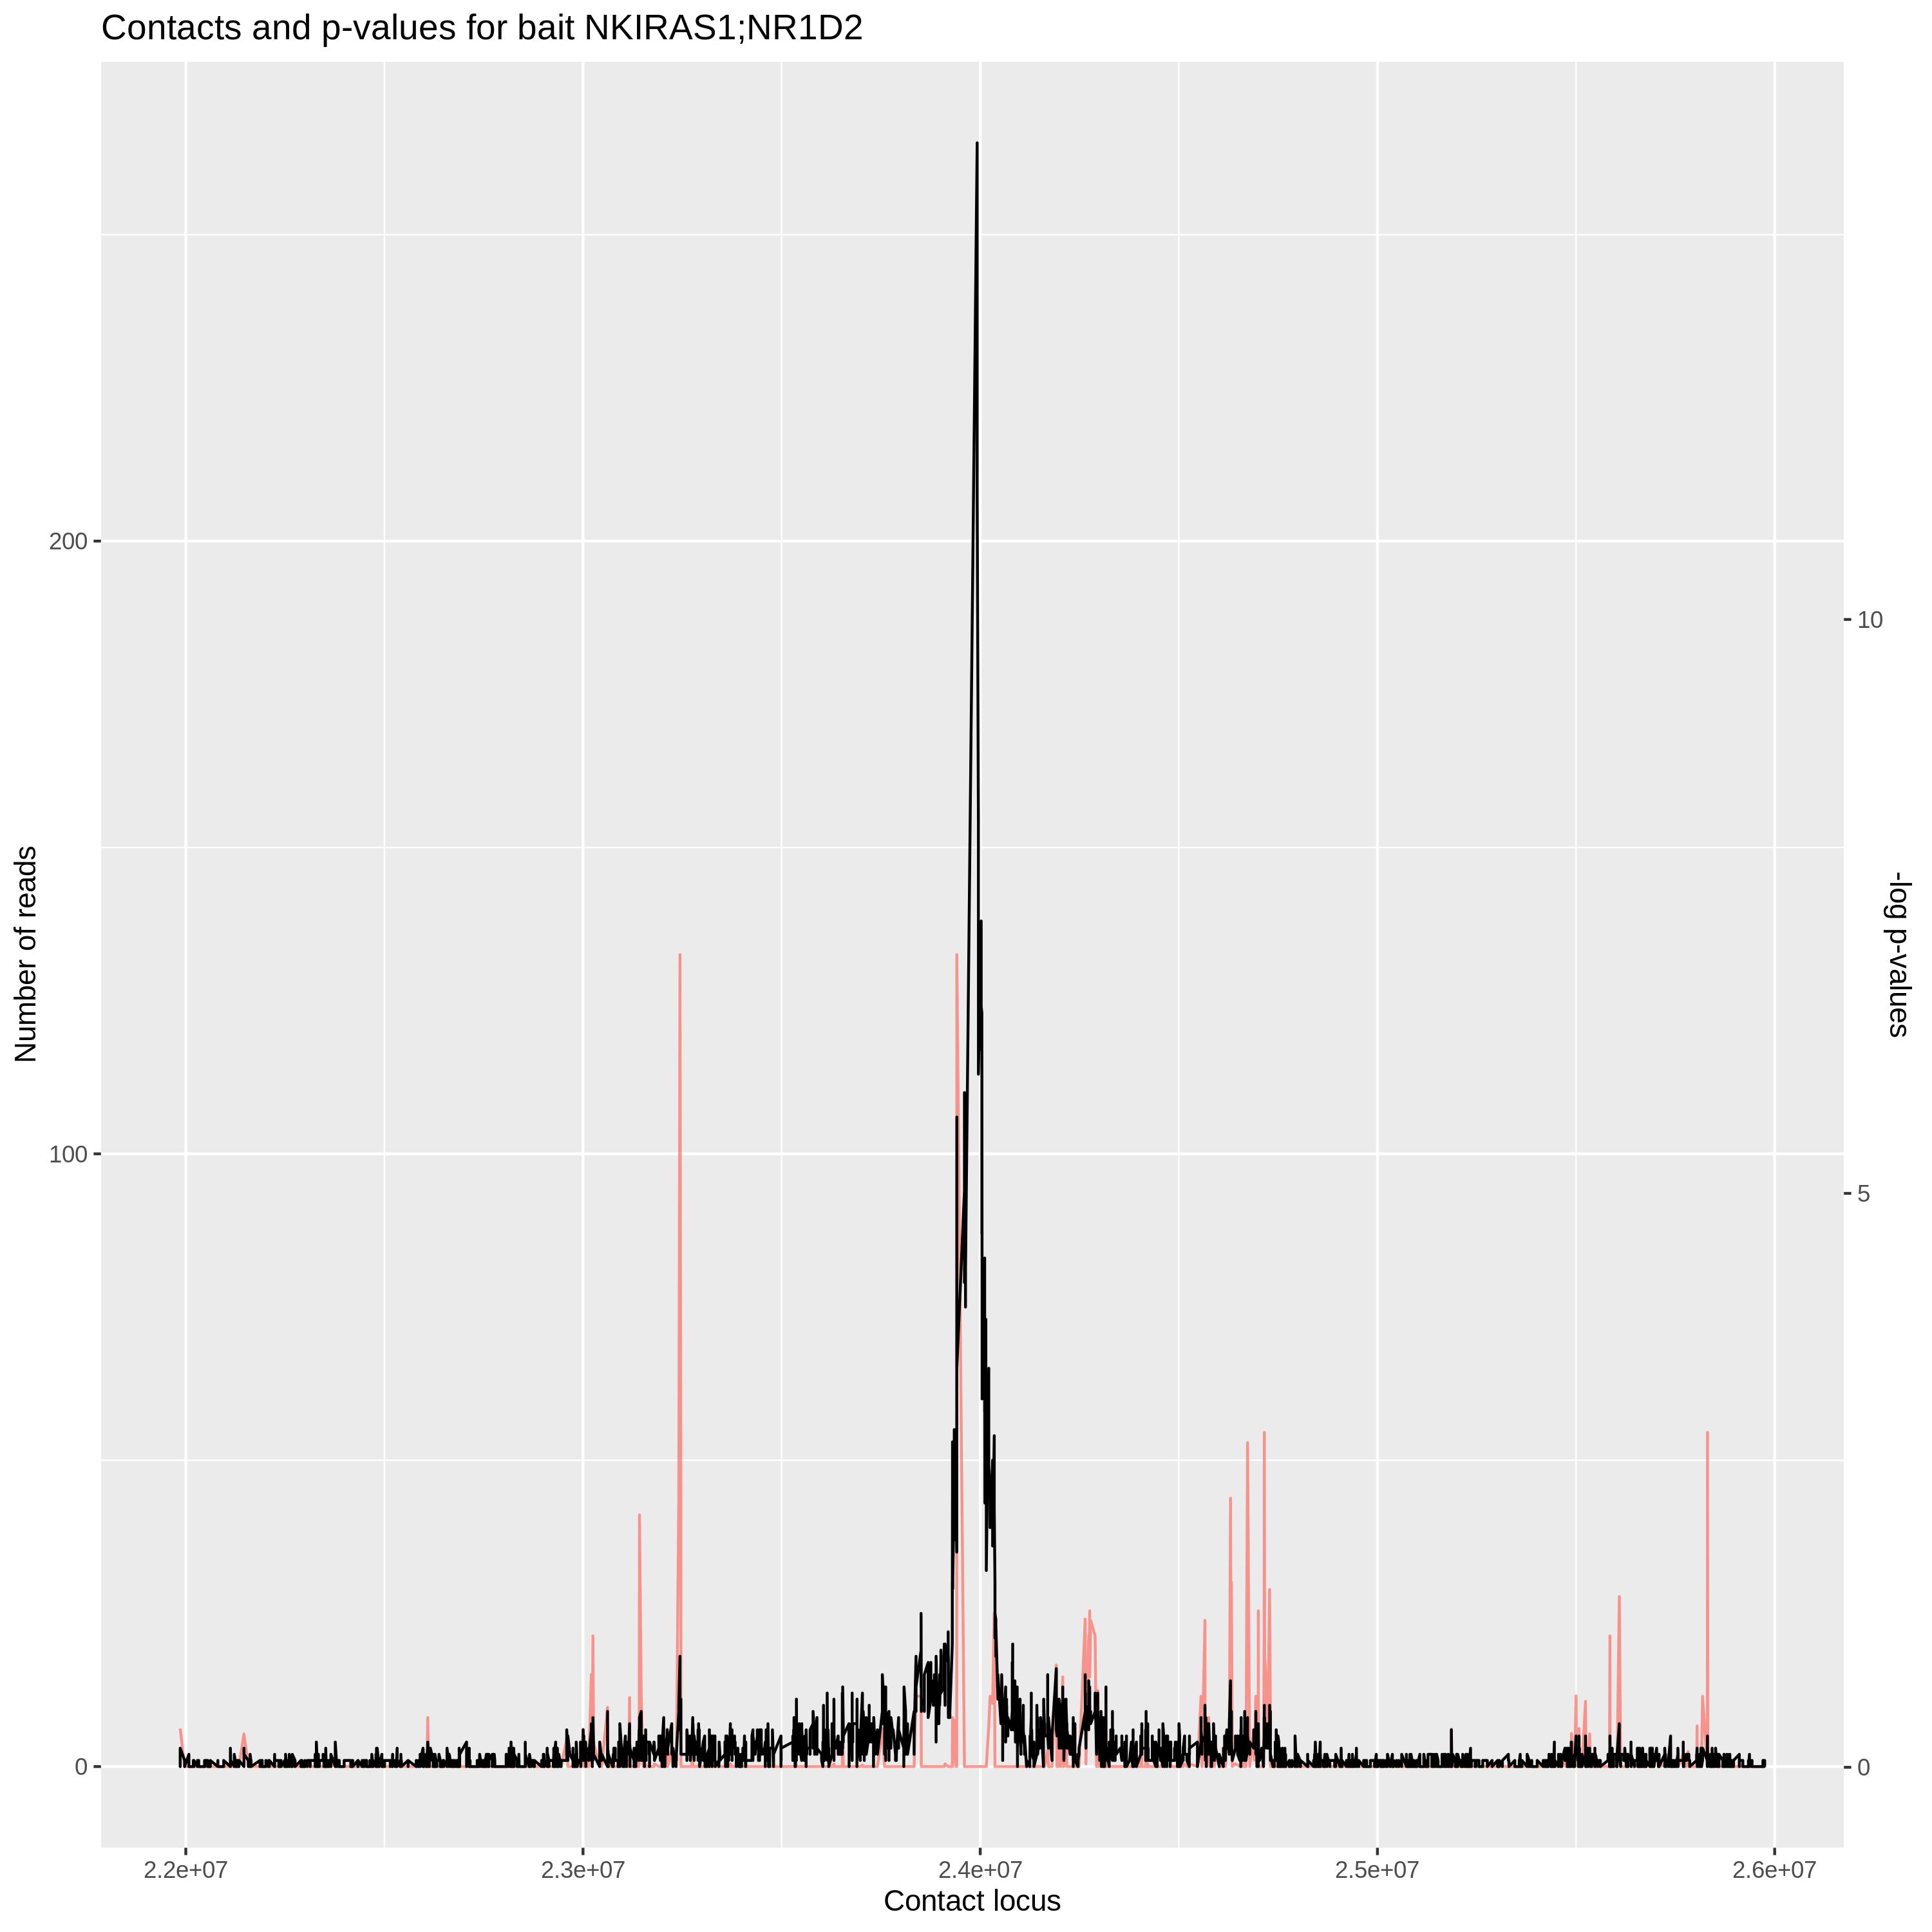 Contacts and p-values for bait NKIRAS1;NR1D2
Number of reads
200
100
0
10
5
0
-log p-values
2.2e+07 2.3e+07 2.4e+07 2.5e+07 2.6e+07
Contact locus